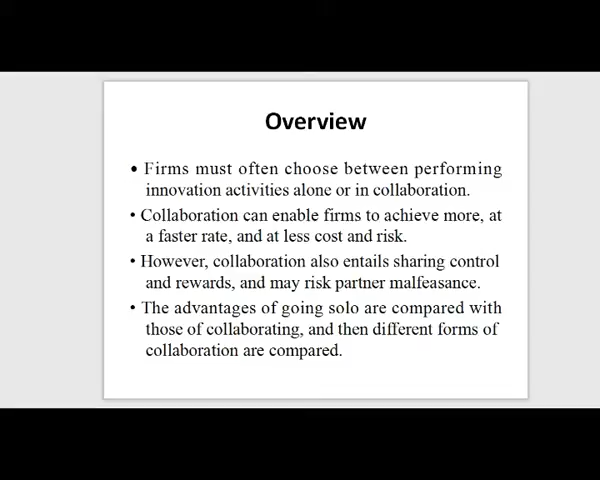 Overview
• Firms must often choose between performing
innovation activities alone or in collaboration.
• Collaboration can enable firms to achieve more, at
a faster rate, and at less cost and risk.
• However, collaboration also entails sharing control
and rewards, and may risk partner malfeasance.
• The advantages of going solo are compared with
those of collaborating, and then different forms of
collaboration are compared.